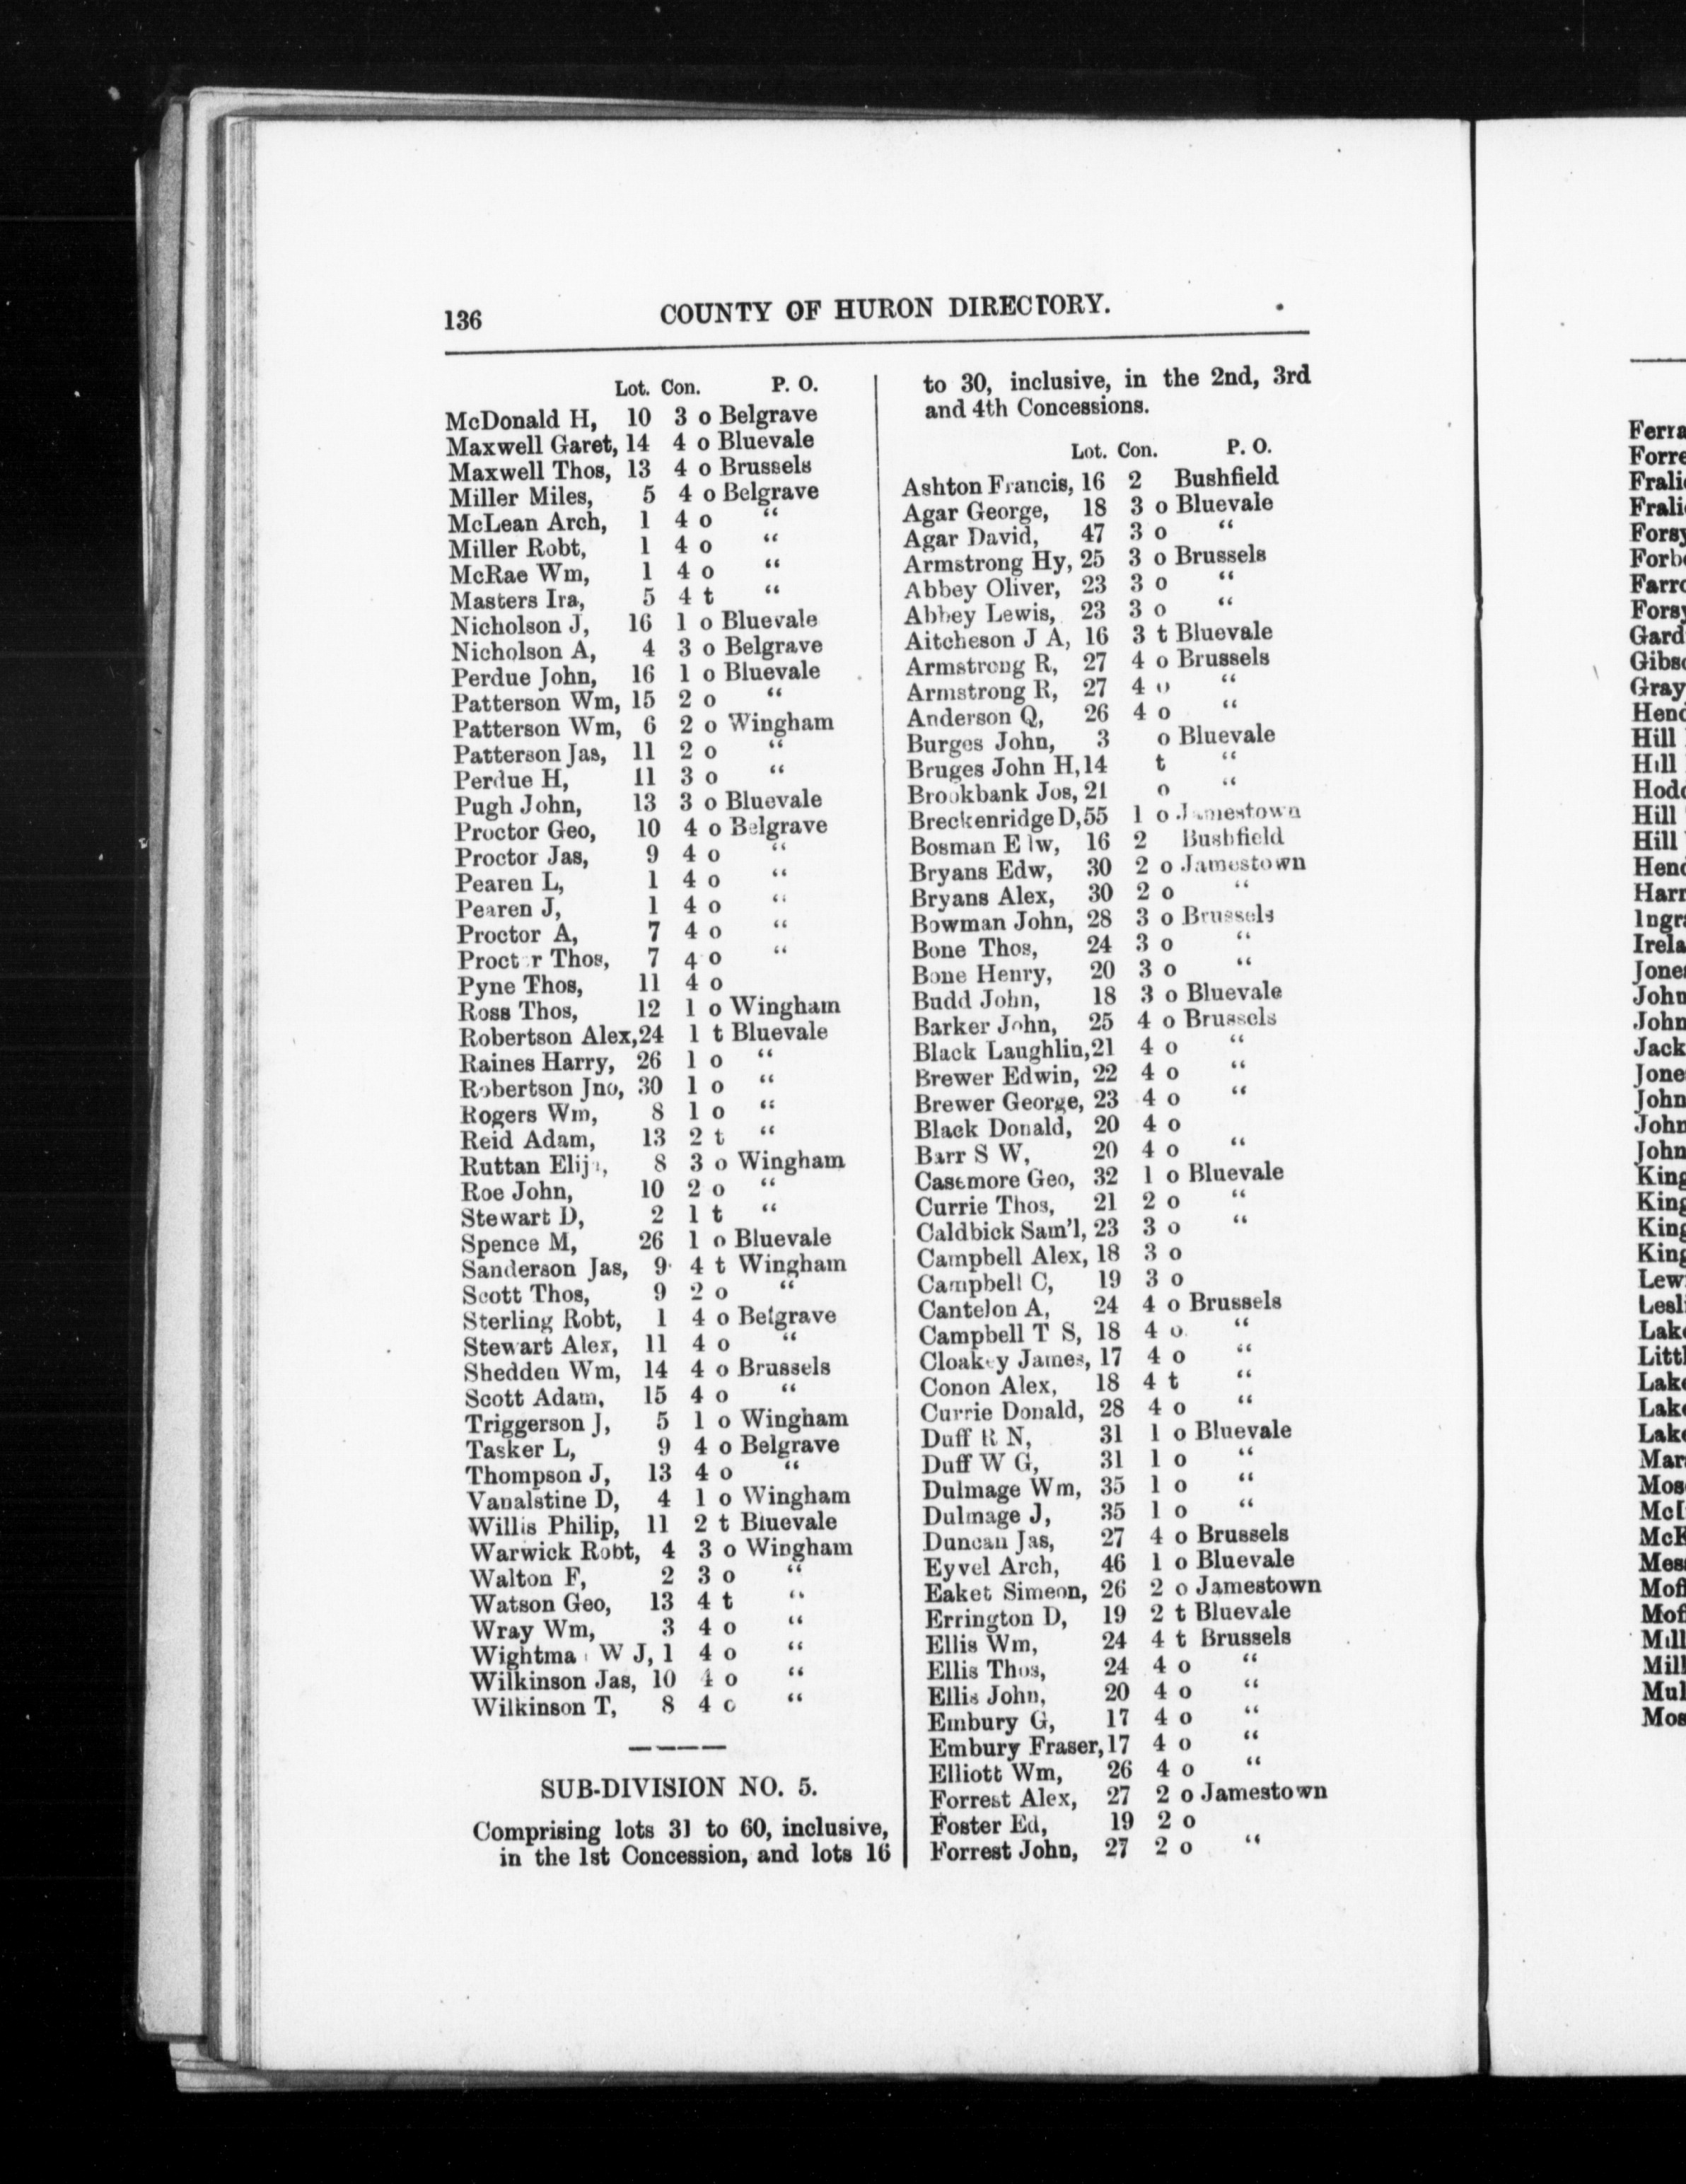 136
COUNTY OF HURON DIRECTORY.
Lot. Con. P. O.
McDonald H, 10 3 o Belgrave
Maxwell Garet, 14 4 o Bluevale
Maxwell Thos, 13 4 o Brussels
Miller Miles, 5 4 o Belgrave
McLean Arch, 1 4 o “
Miller Robt, 1 4 o “
McRae Wm, 1 4 o “
Masters Ira, 5 4 t “
Nicholson J, 16 1 o Bluevale
Nicholson A, 4 3 o Belgrave
Perdue John, 16 1 o Bluevale
Patterson Wm, 15 2 o “
Patterson Wm, 6 2 o Wingham
Patterson Jas, 11 2 o “
Perdue H, 11 3 o “
Pugh John, 13 3 o Bluevale
Proctor Geo, 10 4 o Belgrave
Proctor Jas, 9 4 o “
Pearen L, 1 4 o “
Pearen J, 1 4 o “
Proctor A, 7 4 o “
Proct r Thos, 7 4 o “
Pyne Thos, 11 4 o
Ross Thos, 12 1 o Wingham
Robertson Alex, 24 1 t Bluevale
Raines Harry, 26 1 o “
Robertson Jno, 30 1 o “
Rogers Wm, 8 1 o “
Reid Adam, 13 2 t “
Ruttan Elij , 8 3 o Wingham
Roe John, 10 2 o “
Stewart D, 2 1 t “
Spence M, 26 1 o Bluevale
Sanderson Jas, 9 4 t Wingham
Scott Thos, 9 2 o “
Sterling Robt, 1 4 o Belgrave
Stewart Alex, 11 4 o “
Shedden Wm, 14 4 o Brussels
Scott Adam, 15 4 o “
Triggerson J, 5 1 o Wingham
Tasker L, 9 4 o Belgrave
Thompson J, 13 4 o “
Vanalstine D, 4 1 o Wingham
Willis Philip, 11 2 t Bluevale
Warwick Robt, 4 3 o Wingham
Walton F, 2 3 o “
Watson Geo, 13 4 t “
Wray Wm, 3 4 o “
Wightma W J, 1 4 o “
Wilkinson Jas, 10 4 o “
Wilkinson T, 8 4 o “
SUB-DIVISION NO. 5.
Comprising lots 31 to 60, inclusive,
in the 1st Concession, and lots 16
to 30, inclusive, in the 2nd, 3rd
and 4th Concessions.
Lot. Con. P. O.
Ashton Francis, 16 2 Bushfield
Agar George, 18 3 o Bluevale
Agar David, 47 3 o “
Armstrong Hy, 25 3 o Brussels
Abbey Oliver, 23 3 o “
Abbey Lewis, 23 3 o “
Aitcheson J A, 16 3 t Bluevale
Armstrong R, 27 4 o Brussels
Armstrong R, 27 4 o “
Anderson Q, 26 4 o “
Burges John, 3 o Bluevale
Bruges John H, 14 t “
Brookbank Jos, 21 o “
Breckenridge D, 55 1 o Jamestown
Bosman E lw, 16 2 Bushfield
Bryans Edw, 30 2 o Jamestown
Bryans Alex, 30 2 o “
Bowman John, 28 3 o Brussels
Bone Thos, 24 3 o “
Bone Henry, 20 3 o “
Budd John, 18 3 o Bluevale
Barker John, 25 4 o Brussels
Black Laughlin, 21 4 o “
Brewer Edwin, 22 4 o “
Brewer George, 23 4 o “
Black Donald, 20 4 o
Barr S W, 20 4 o “
Casemore Geo, 32 1 o Bluevale
Currie Thos, 21 2 o “
Caldbick Sam'l, 23 3 o “
Campbell Alex, 18 3 o
Campbell C, 19 3 o
Cantelon A, 24 4 o Brussels
Campbell T S, 18 4 o “
Cloakey James, 17 4 o “
Conon Alex, 18 4 t “
Currie Donald, 28 4 o “
Duff R N, 31 1 o Bluevale
Duff W G, 31 1 o “
Dulmage Wm, 35 1 o “
Dulmage J, 35 1 o “
Duncan Jas, 27 4 o Brussels
Eyvel Arch, 46 1 o Bluevale
Eaket Simeon, 26 2 o Jamestown
Errington D, 19 2 t Bluevale
Ellis Wm, 24 4 t Brussels
Ellis Thos, 24 4 o “
Ellis John, 20 4 o “
Embury G, 17 4 o “
Embury Fraser, 17 4 o “
Elliott Wm, 26 4 o “
Forrest Alex, 27 2 o Jamestown
Foster Ed, 19 2 o
Forrest John, 27 2 o “
Gray
Hill
Hill
Hill
Hill